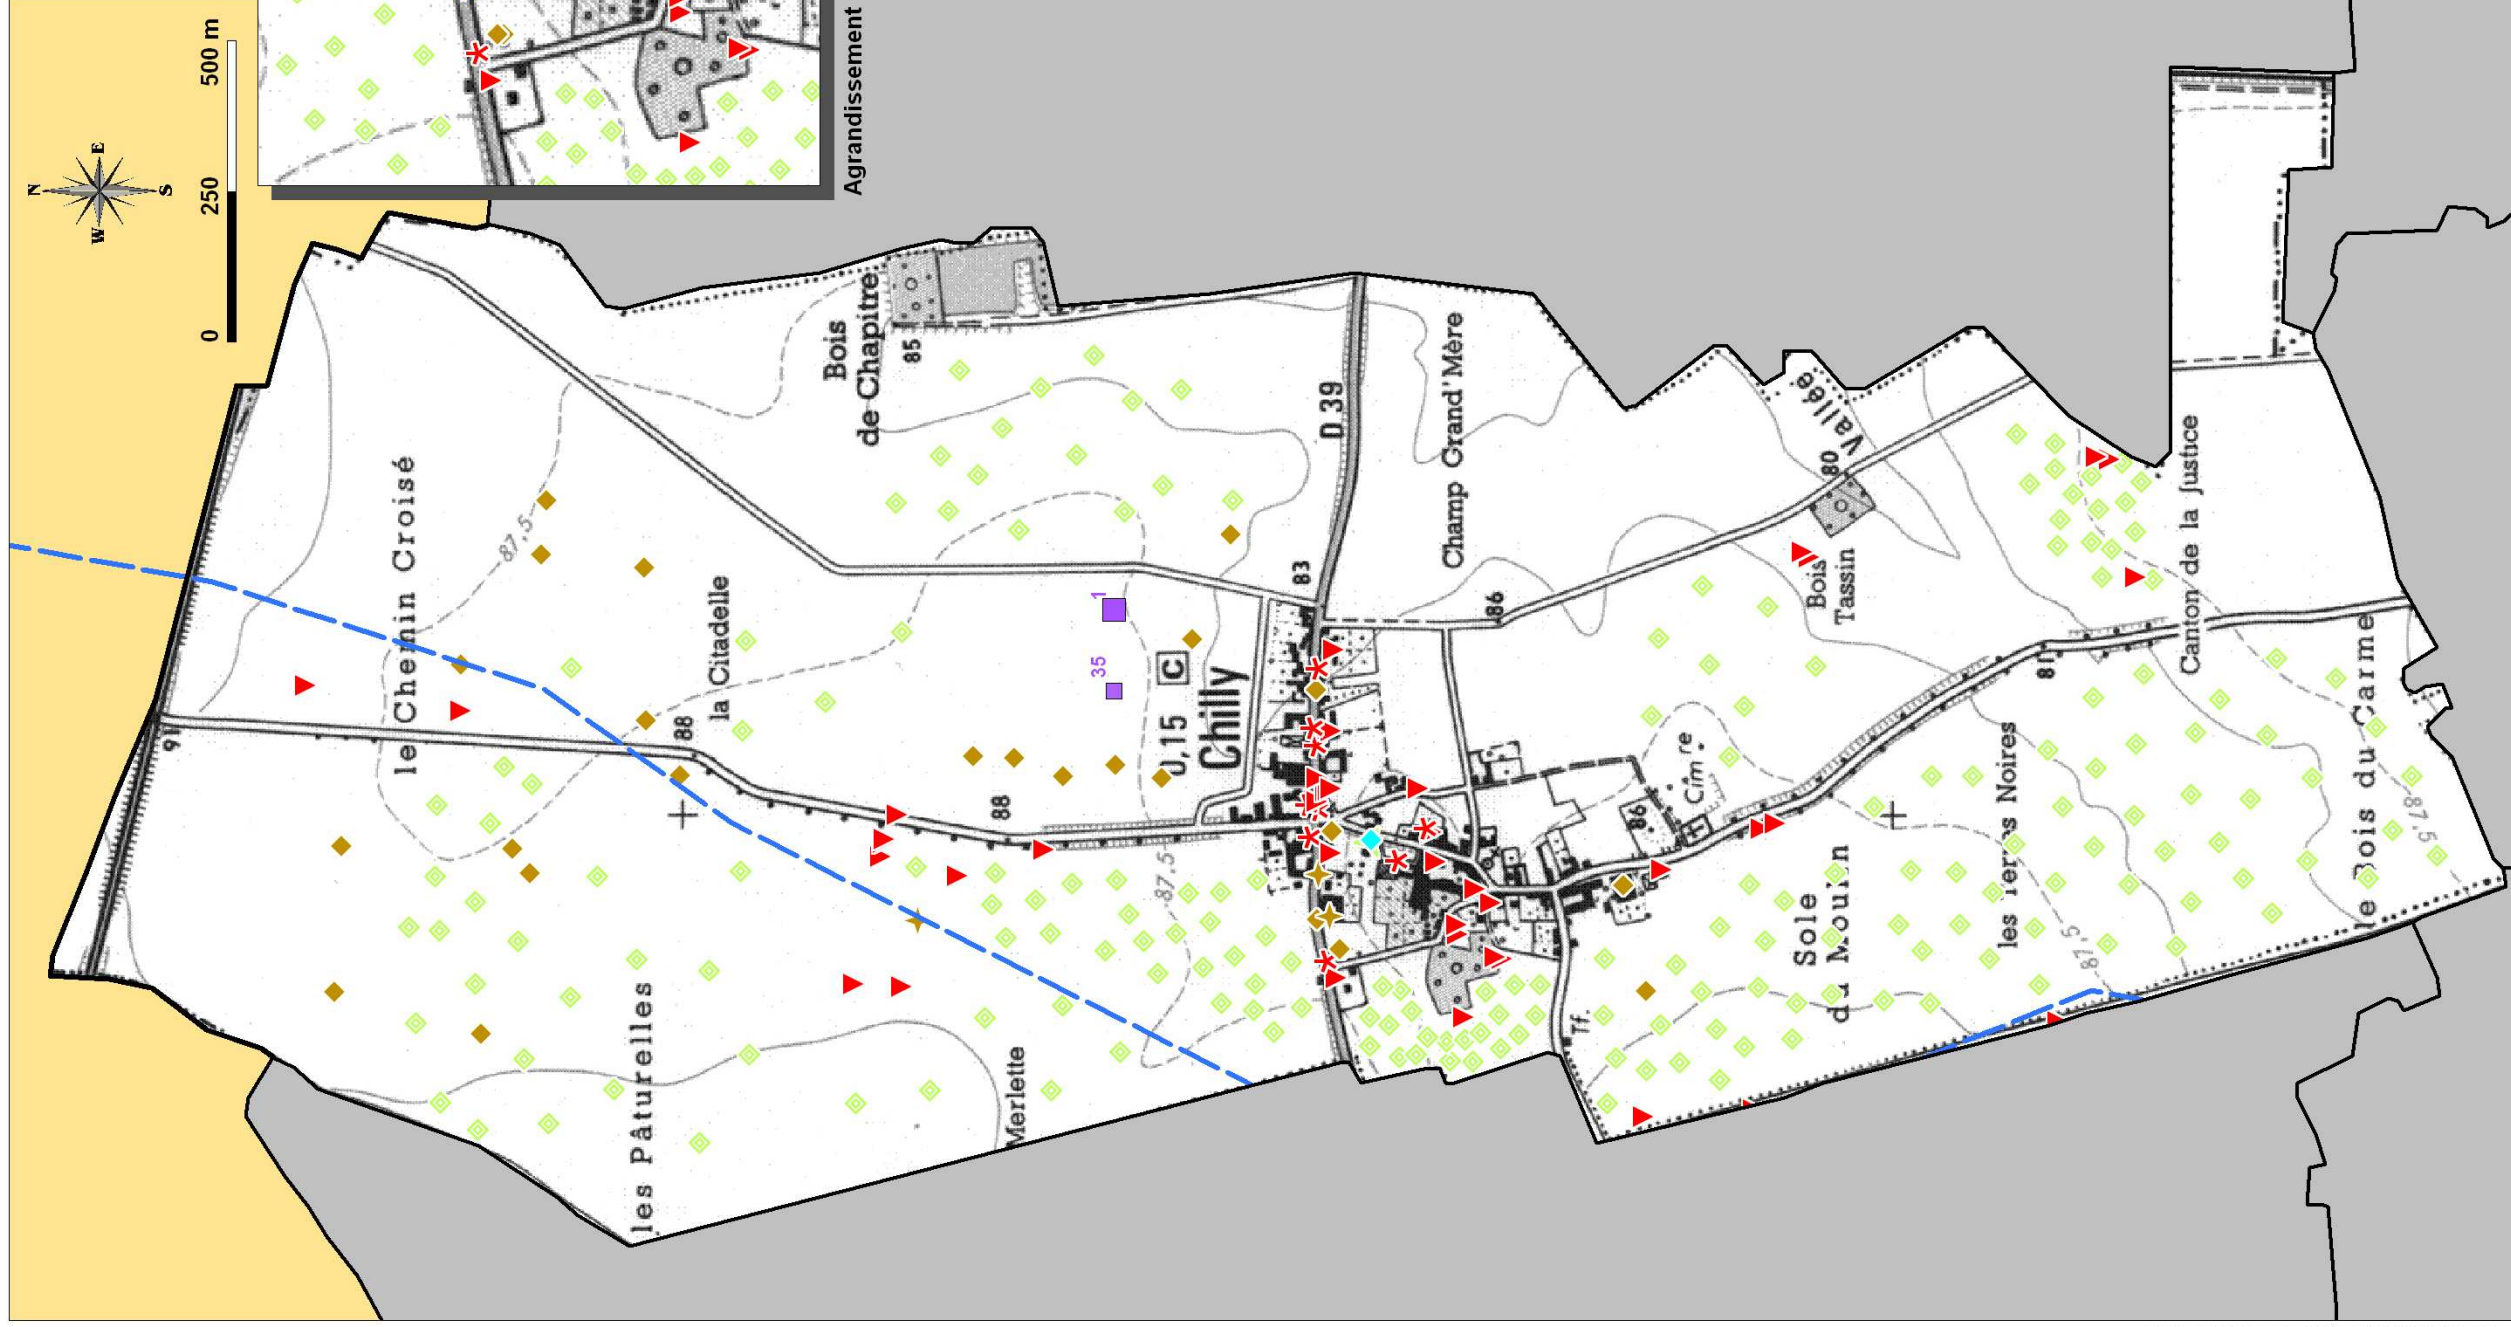 N
W
E
S
0
250
500 m
Agrandissement
91
le Chemin Croisé
87,5
88
la Citadelle
Bois
de Chapitre
85
35
1
0,15
C
Chilly
88
87,5
les Pâturelles
Merlette
D 39
83
Champ Grand'Mère
86
Vallée
80
Bois
Tassin
Cim re
86
Tf.
Sole
du Moulin
81
les Terres Noires
87,5
Canton de la Justice
le Bois du Carme
87,5